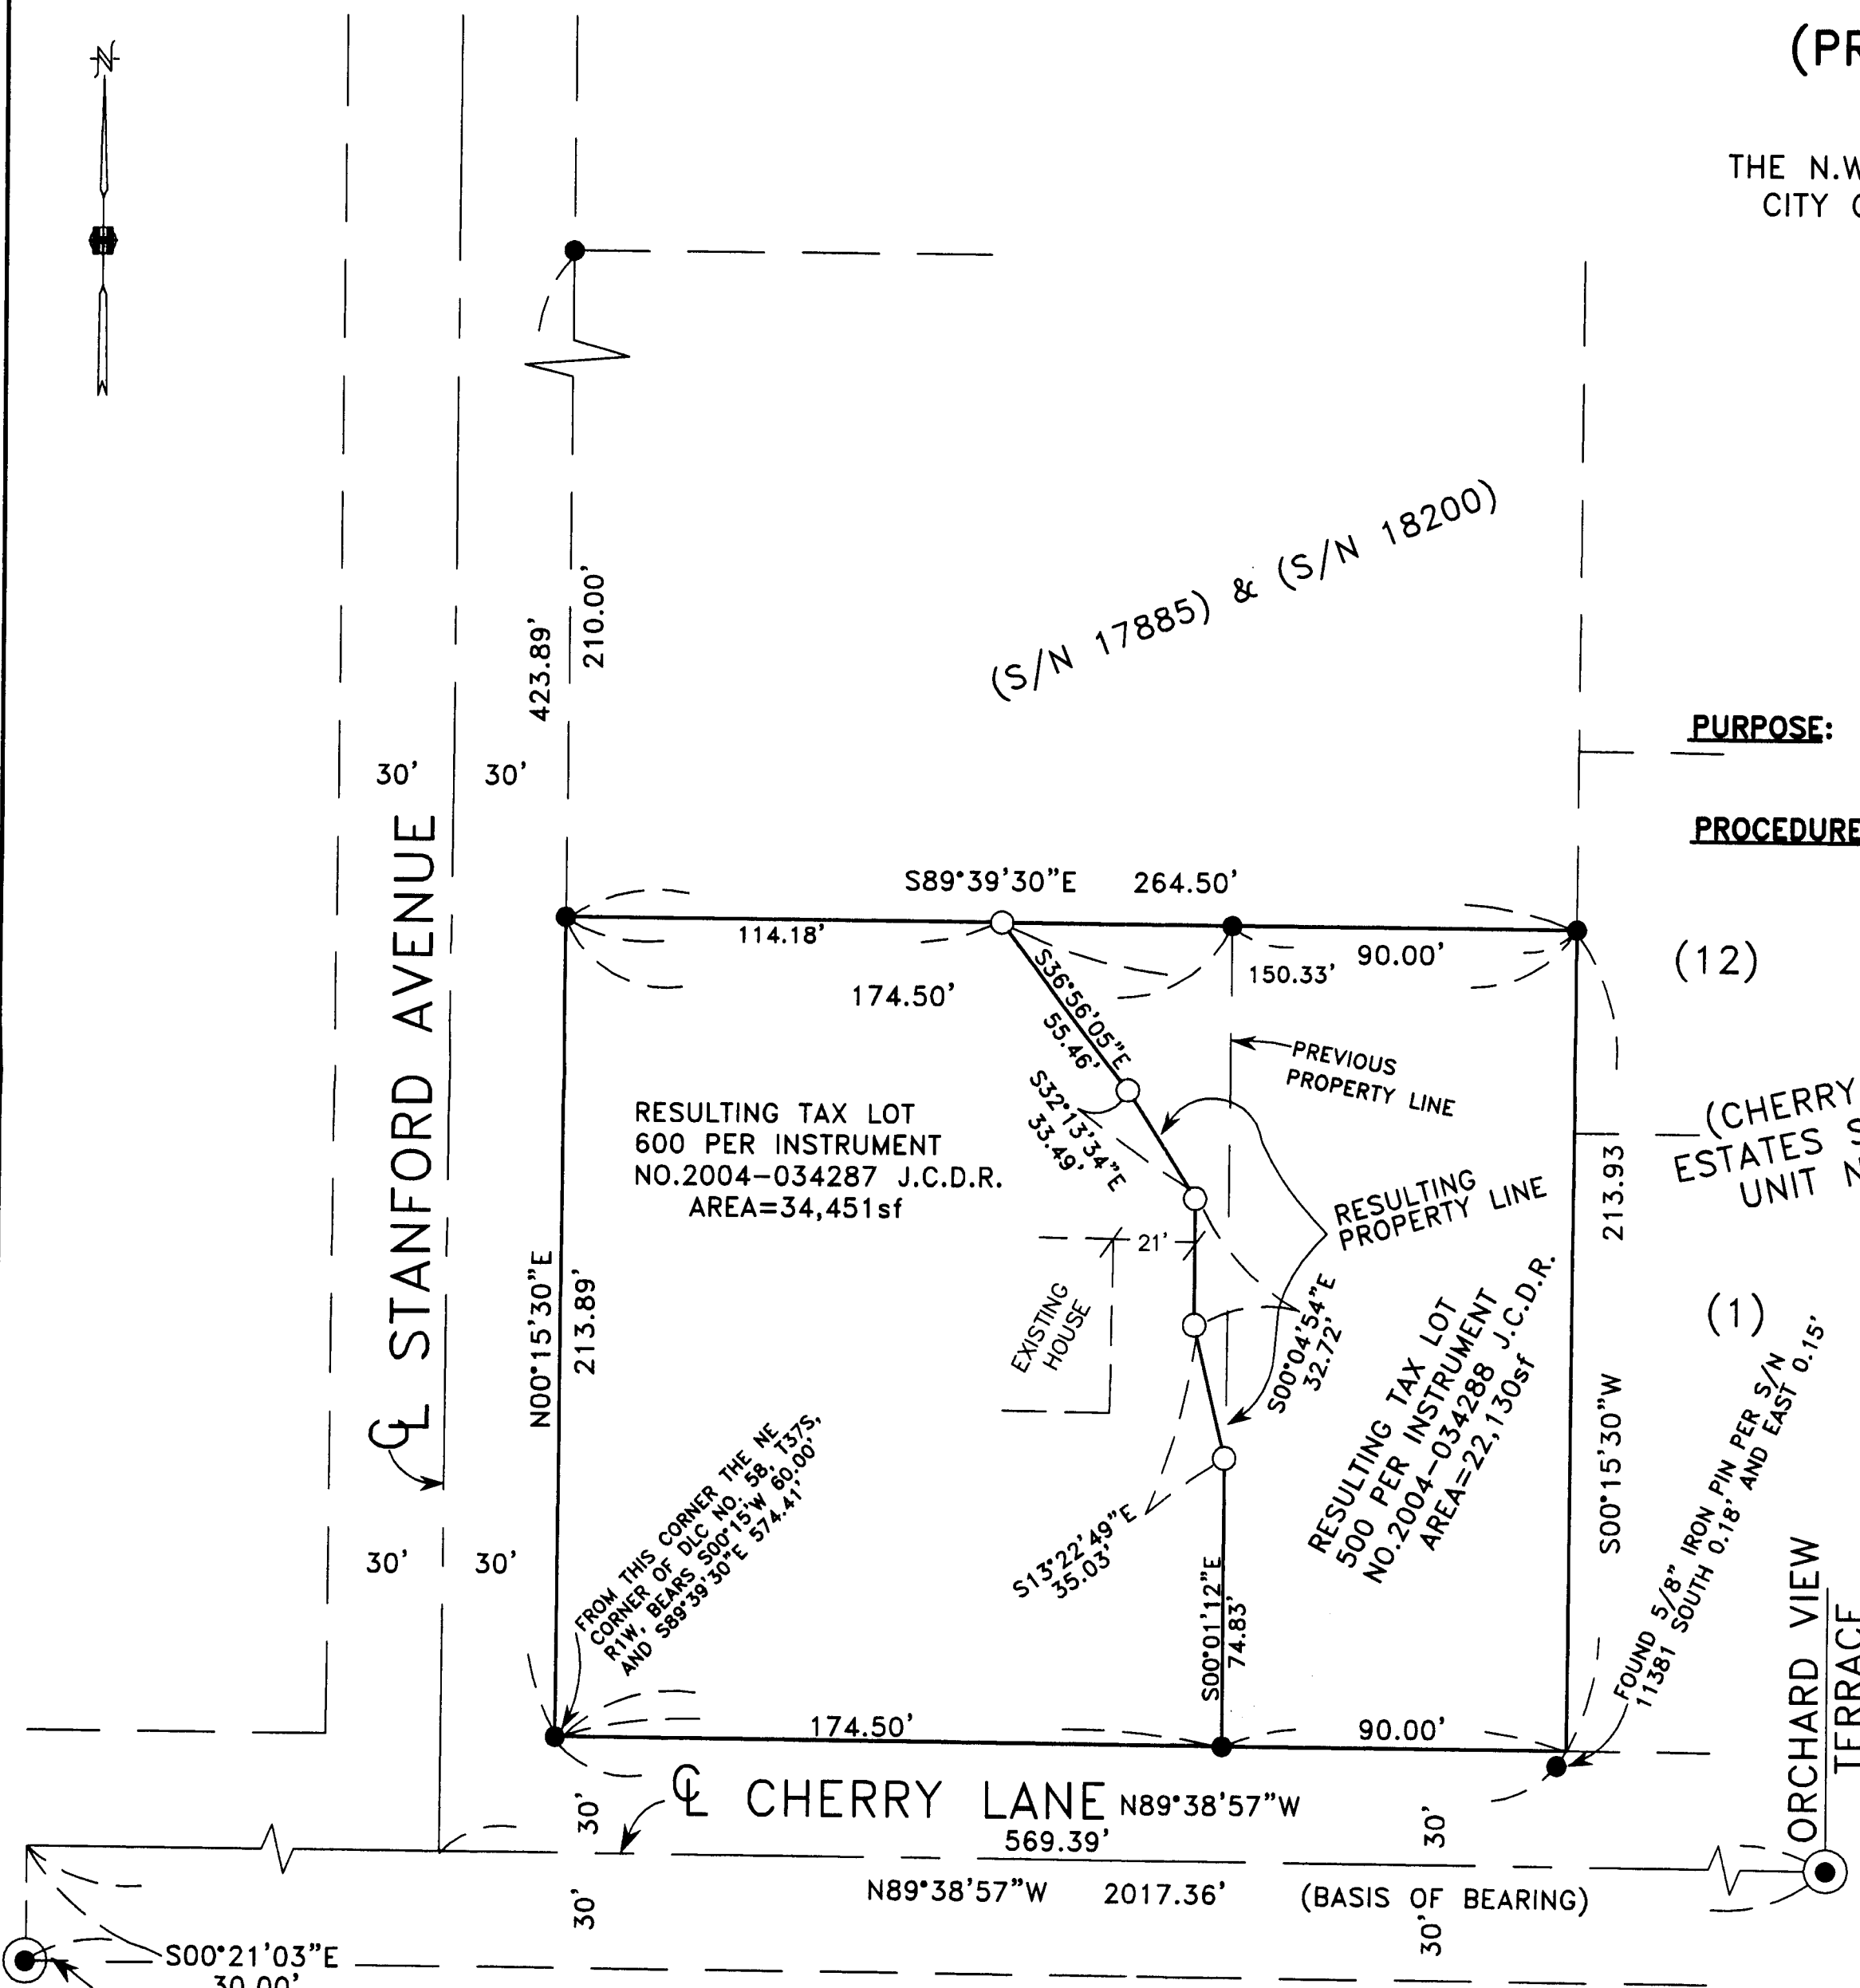 N
(PR
THE N.W
CITY
(S/N 17885) & (S/N 18200)
423.89'
210.00'
PURPOSE:
PROCEDURE
30'
30'
℄ STANFORD AVENUE
S89°39'30"E 264.50'
114.18'
174.50'
150.33'
90.00'
(12)
S36°56'05"E
55.46'
PREVIOUS
PROPERTY LINE
S32°13'34"E
33.49'
RESULTING TAX LOT
600 PER INSTRUMENT
NO.2004-034287 J.C.D.R.
AREA=34,451sf
(CHERRY
ESTATES
UNIT
213.93
RESULTING
PROPERTY LINE
21'
EXISTING
HOUSE
S00°04'54"E
32.72'
N00°15'30"E
213.89'
(1)
RESULTING TAX LOT
500 PER INSTRUMENT
NO.2004-034288 J.C.D.R.
AREA=22,130sf
S00°15'30"W
FOUND 5/8" IRON PIN PER S/N
11381 SOUTH 0.18' AND EAST 0.15'
FROM THIS CORNER THE NE
CORNER OF DLC NO. 58, T37S,
R1W, BEARS S00°15'W 60.00',
AND S89°39'30"E 574.41'
30'
30'
S13°22'49"E
35.03'
S00°01'12"E
74.83'
ORCHARD VIEW
TERRACE
174.50'
90.00'
℄ CHERRY LANE N89°38'57"W
569.39'
30'
30'
N89°38'57"W 2017.36' (BASIS OF BEARING)
30'
30'
S00°21'03"E
30.00'